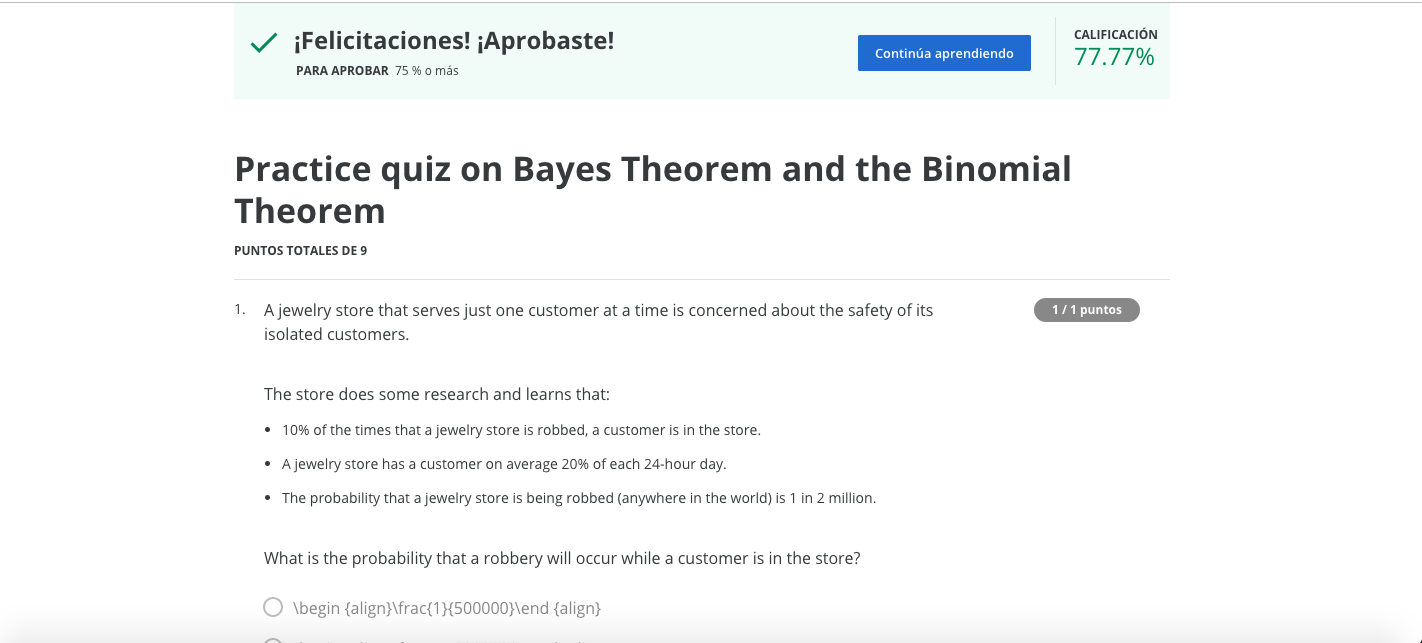 ¡Felicitaciones! ¡Aprobaste!
PARA APROBAR 75 % o más
Continúa aprendiendo
CALIFICACIÓN
77.77%
Practice quiz on Bayes Theorem and the Binomial
Theorem
PUNTOS TOTALES DE 9
1. A jewelry store that serves just one customer at a time is concerned about the safety of its
isolated customers.
1 / 1 puntos
The store does some research and learns that:
• 10% of the times that a jewelry store is robbed, a customer is in the store.
• A jewelry store has a customer on average 20% of each 24-hour day.
• The probability that a jewelry store is being robbed (anywhere in the world) is 1 in 2 million.
What is the probability that a robbery will occur while a customer is in the store?
\begin {align}\frac{1}{500000}\end {align}